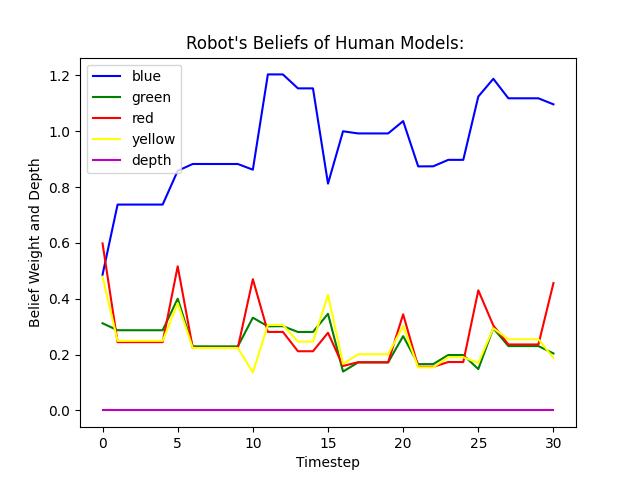 Robot's Beliefs of Human Models:
blue
green
red
yellow
depth
Belief Weight and Depth
1.2
1.0
0.8
0.6
0.4
0.2
0.0
0 5 10 15 20 25 30
Timestep